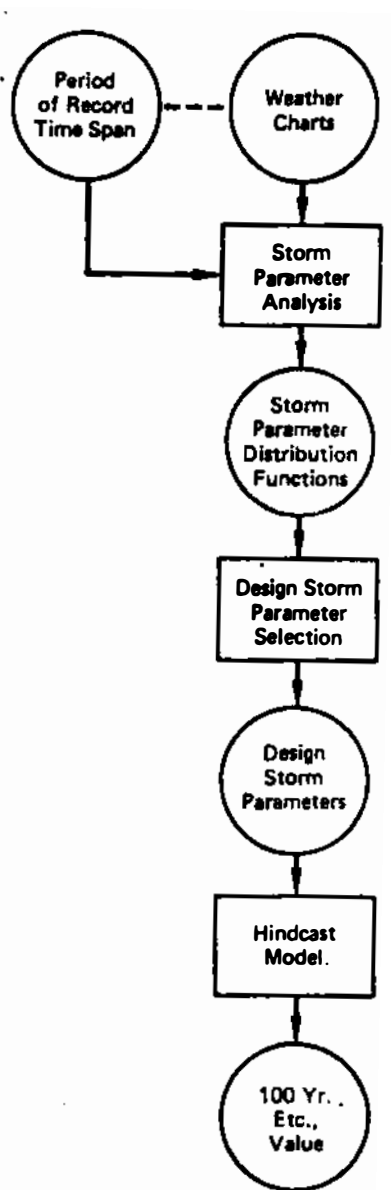 Period
of Record
Time Span
Weather
Charts
Storm
Parameter
Analysis
Storm
Parameter
Distribution
Functions
Design Storm
Parameter
Selection
Design
Storm
Parameters
Hindcast
Model.
100 Yr.
Etc.,
Value